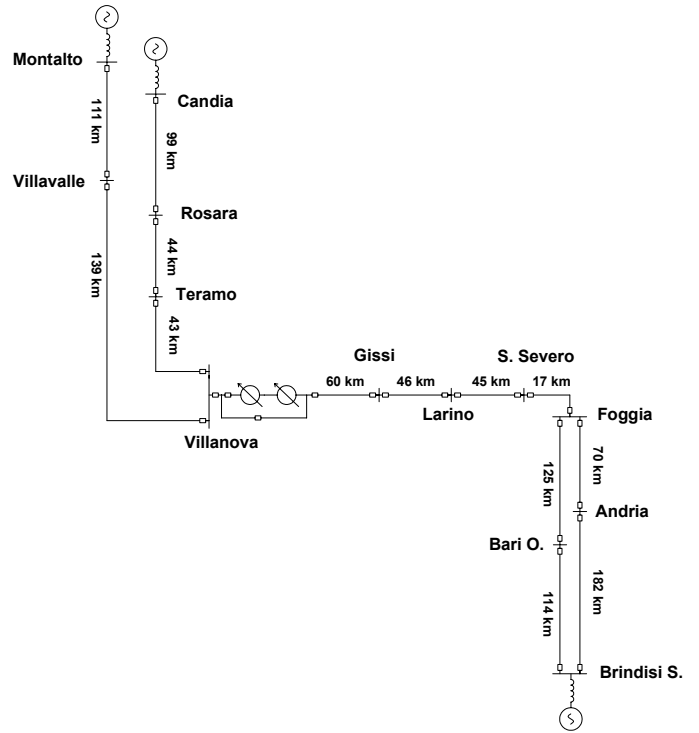 Montalto
Candia
111 km
99 km
Villavalle
Rosara
139 km
44 km
Teramo
43 km
Gissi
S. Severo
60 km
46 km
45 km
17 km
Larino
Foggia
Villanova
125 km
70 km
Andria
Bari O.
114 km
182 km
Brindisi S.